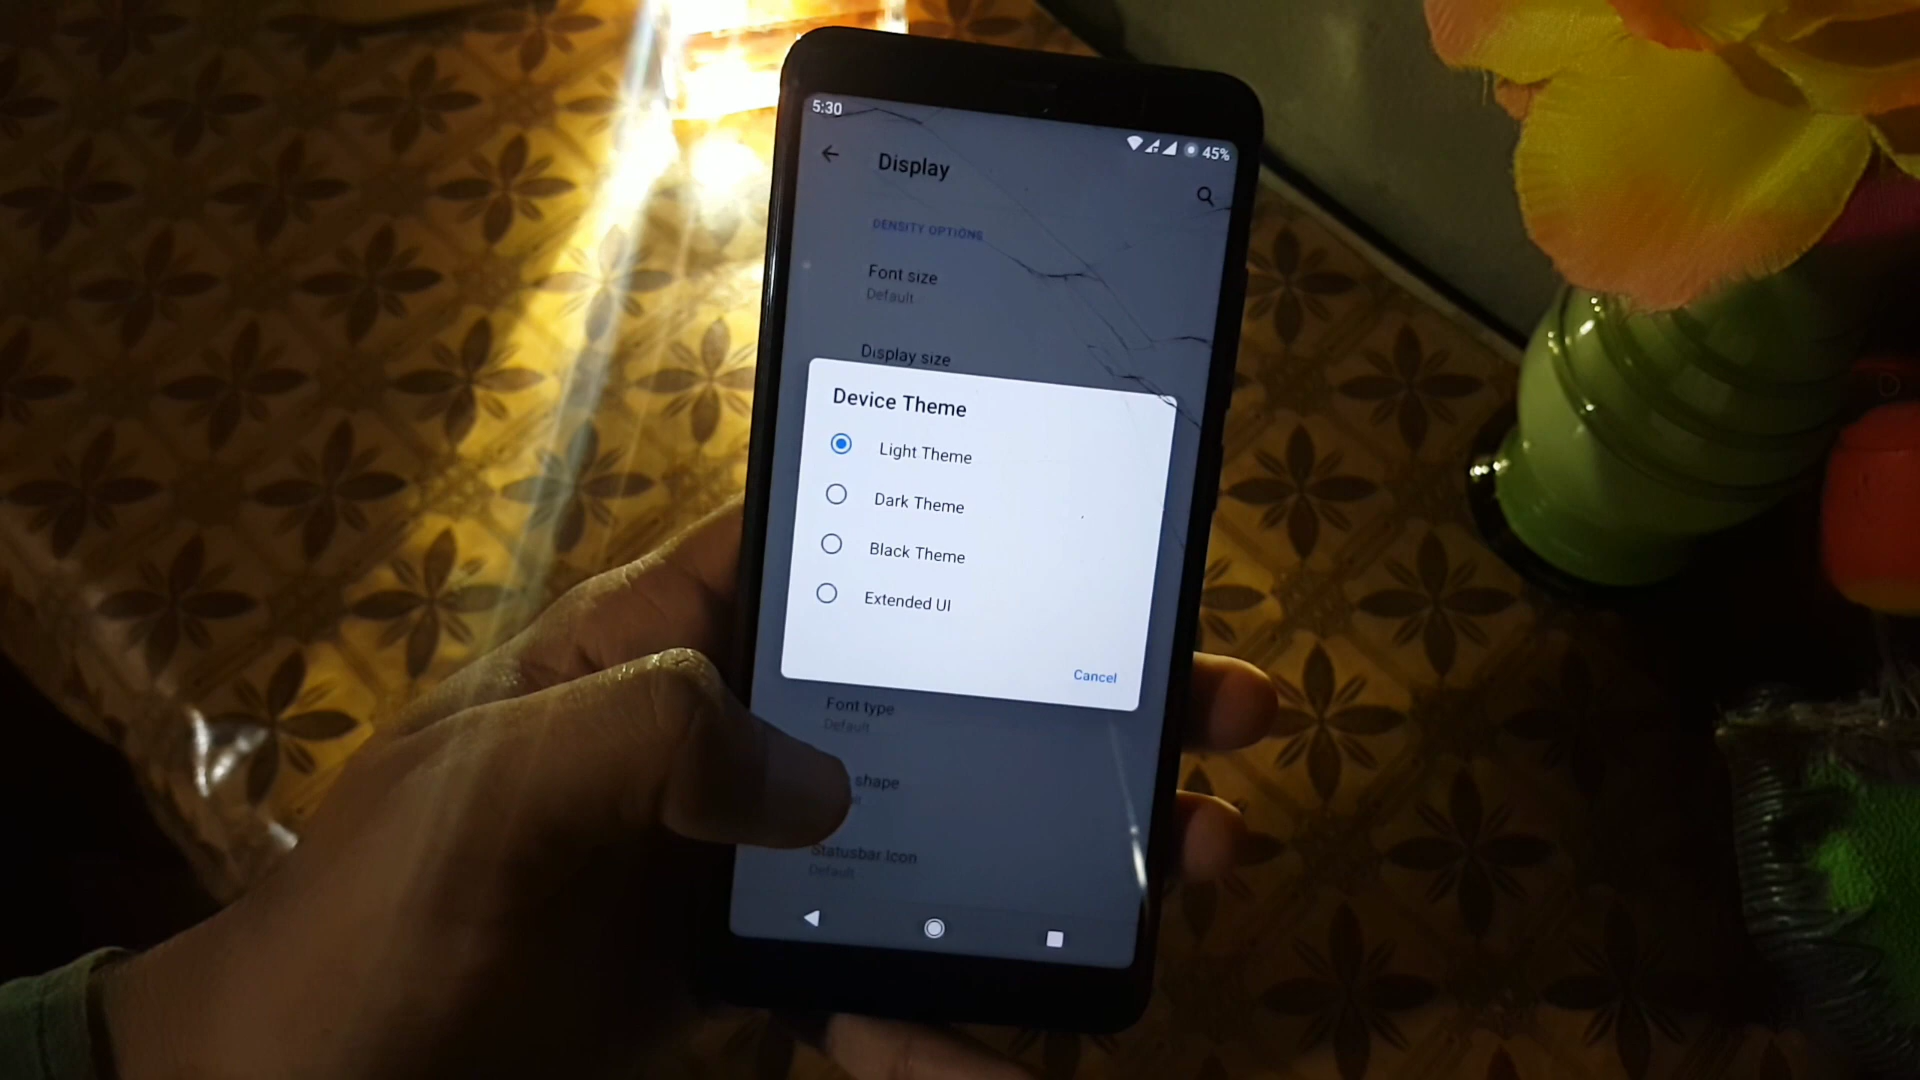 5:30
45%
Display
DENSITY OPTIONS
Font size
Default
Display size
Device Theme
Light Theme
Dark Theme
Black Theme
Extended UI
Cancel
Font type
Default
shape
Statusbar Icon
Default